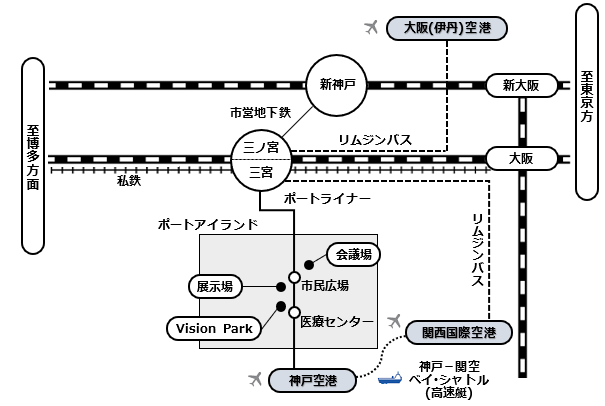 大阪(伊丹)空港
至博多方面
新神戸
新大阪
至東京方
市営地下鉄
リムジンバス
三ノ宮
三宮
大阪
私鉄
ポートライナー
ポートアイランド
リムジンバス
会議場
展示場
市民広場
Vision Park
医療センター
関西国際空港
神戸空港
神戸－関空
ベイ・シャトル
(高速艇)